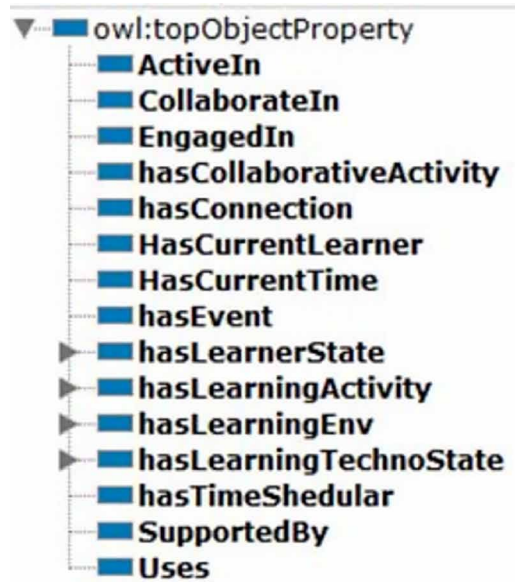 owl:topObjectProperty
ActiveIn
CollaborateIn
EngagedIn
hasCollaborativeActivity
hasConnection
HasCurrentLearner
HasCurrentTime
hasEvent
hasLearnerState
hasLearningActivity
hasLearningEnv
hasLearningTechnoState
hasTimeShedular
SupportedBy
Uses